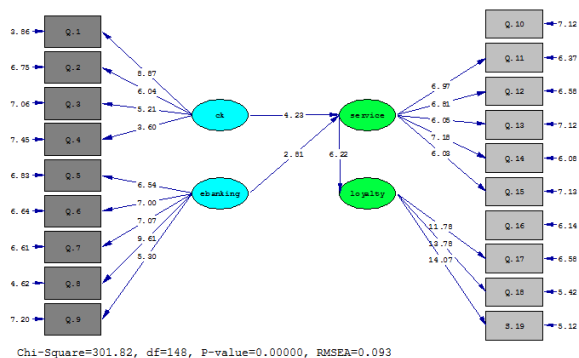 3.86 Q.1
6.75 Q.2
7.06 Q.3
7.45 Q.4
6.83 Q.5
6.64 Q.6
6.61 Q.7
4.62 Q.8
7.20 Q.9
8.87
6.04
5.21
3.60
6.54
7.00
7.07
9.61
5.30
ck
ebanking
4.23
2.81
service
6.22
loyalty
6.97
6.81
6.05
7.18
6.03
11.78
13.78
14.07
Q.10 7.12
Q.11 6.37
Q.12 6.58
Q.13 7.12
Q.14 6.08
Q.15 7.13
Q.16 6.14
Q.17 6.58
Q.18 5.42
S.19 5.12
Chi-Square=301.82, df=148, P-value=0.00000, RMSEA=0.093